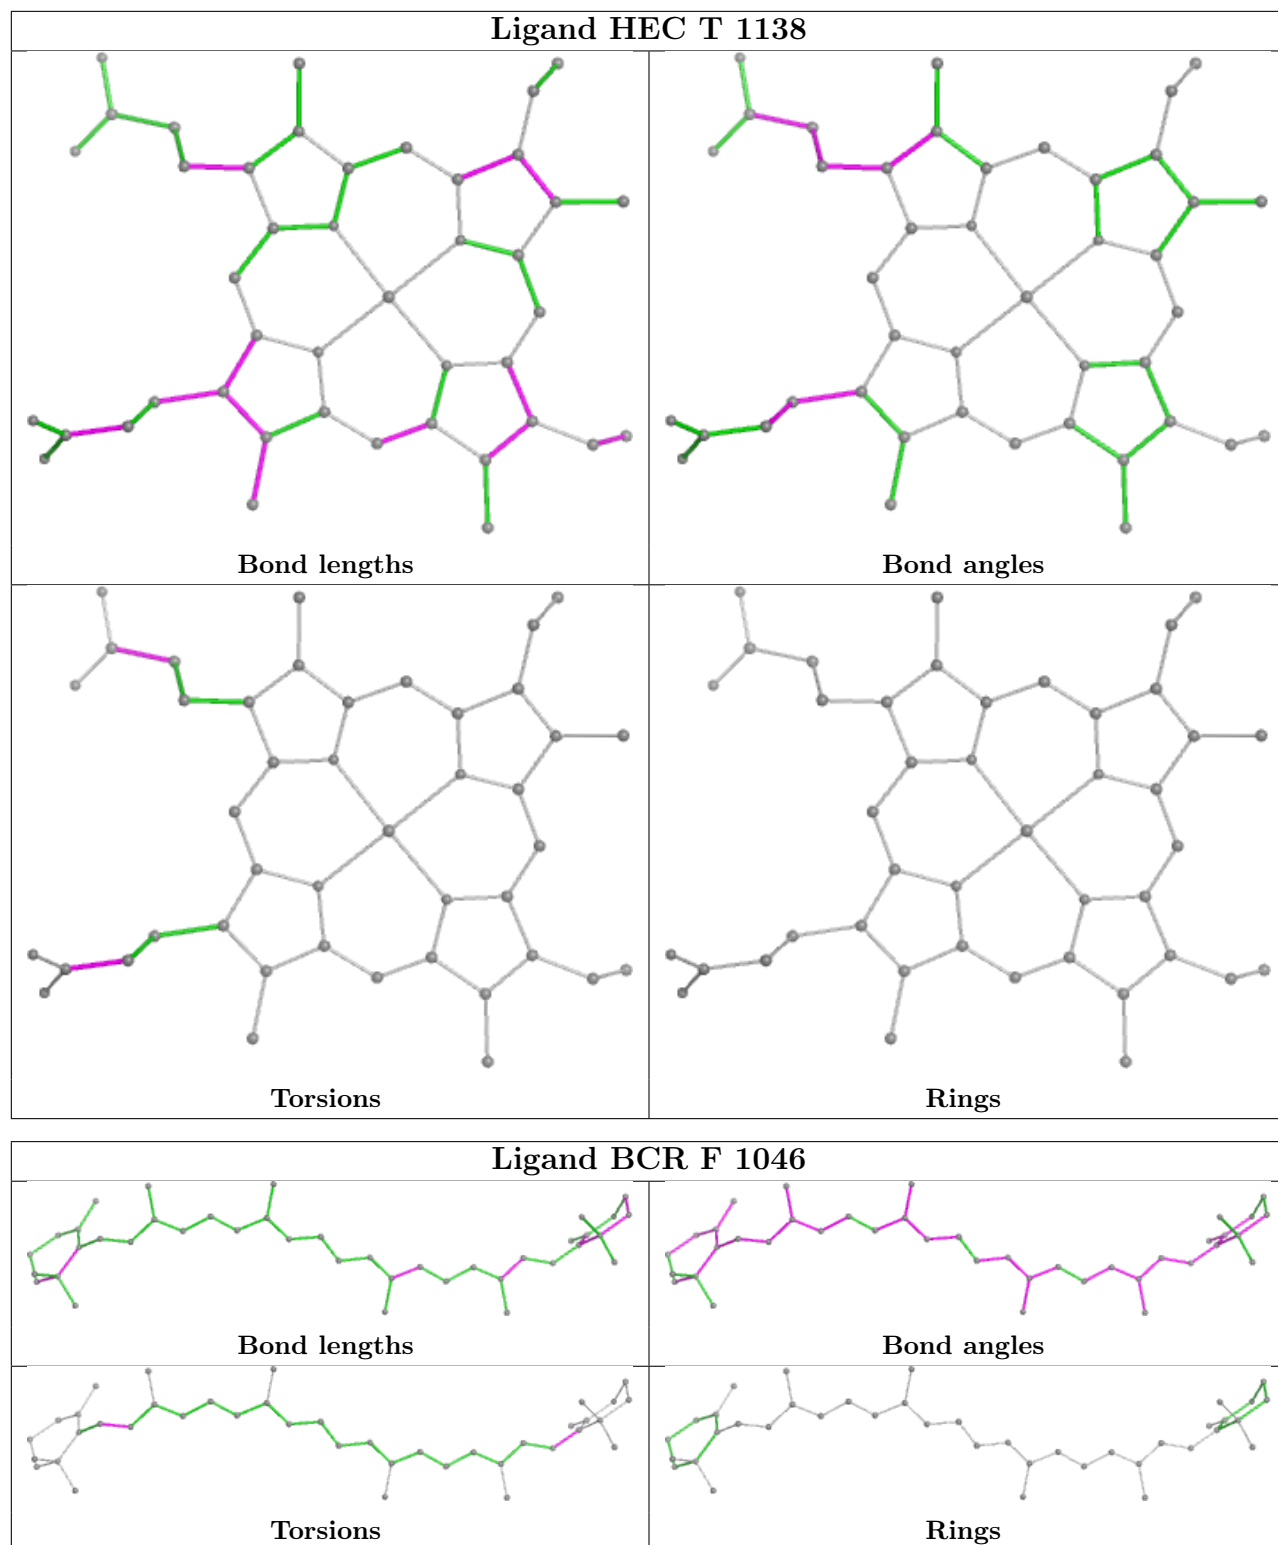 Ligand HEC T 1138
Bond lengths
Bond angles
Torsions
Rings
Ligand BCR F 1046
Bond lengths
Bond angles
Torsions
Rings